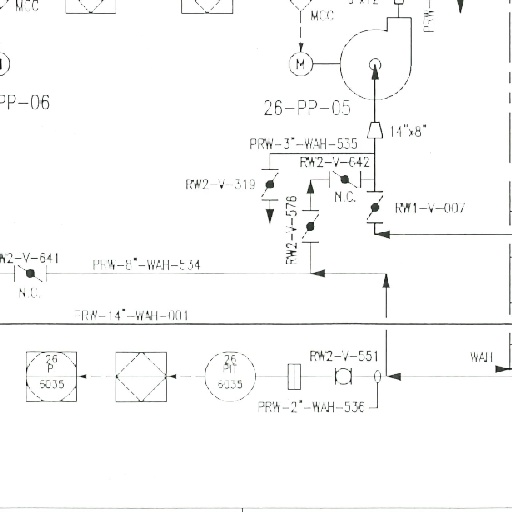 MCC
MCC
M
PP-06
26-PP-05
14"x8"
PRW-3"-WAH-535
RW2-V-642
RW2-V-319
N.C.
RW2-V-576
RW1-V-007
W2-V-641
PRW-8"-WAH-534
N.C.
PRW-14"-WAH-001
26
PI
6035
26
PIT
6035
RW2-V-551
WAH
PRW-2"-WAH-536